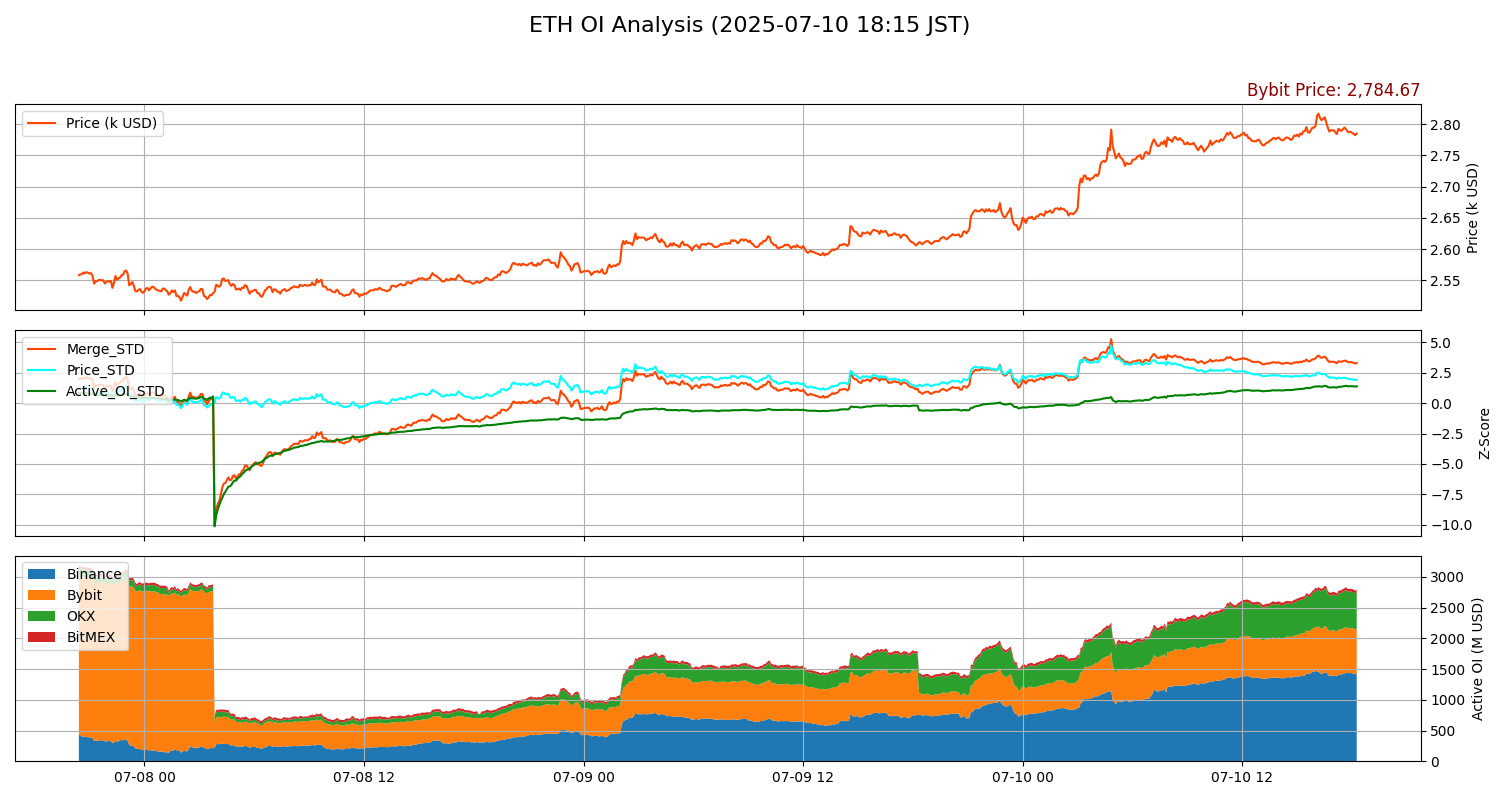 ETH OI Analysis (2025-07-10 18:15 JST)
Bybit Price: 2,784.67
Price (k USD)
2.80
2.75
2.70
2.65
2.60
2.55
Price (k USD)
Merge_STD
Price_STD
Active_OI_STD
5.0
2.5
0.0
−2.5
−5.0
−7.5
−10.0
Z-Score
Binance
Bybit
OKX
BitMEX
3000
2500
2000
1500
1000
500
0
Active OI (M USD)
07-08 00
07-08 12
07-09 00
07-09 12
07-10 00
07-10 12